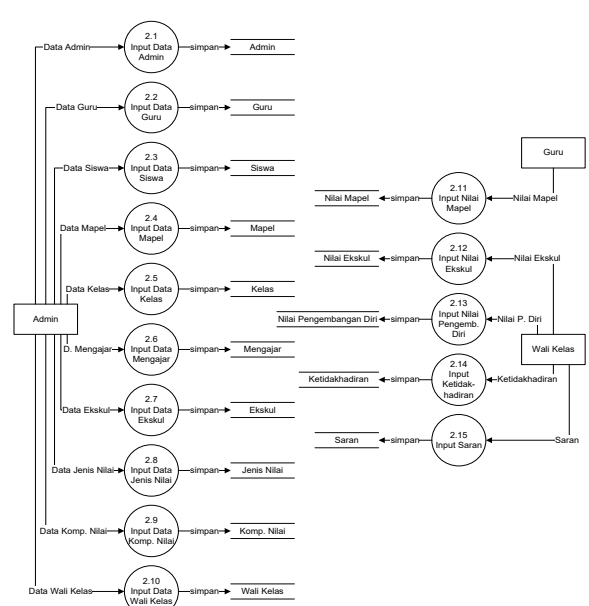 Data Admin
2.1
Input Data
Admin
simpan
Admin
Data Guru
2.2
Input Data
Guru
simpan
Guru
Data Siswa
2.3
Input Data
Siswa
simpan
Siswa
Data Mapel
2.4
Input Data
Mapel
simpan
Mapel
Data Kelas
2.5
Input Data
Kelas
simpan
Kelas
Admin
D. Mengajar
2.6
Input Data
Mengajar
simpan
Mengajar
Data Ekskul
2.7
Input Data
Ekskul
simpan
Ekskul
Data Jenis Nilai
2.8
Input Data
Jenis Nilai
simpan
Jenis Nilai
Data Komp. Nilai
2.9
Input Data
Komp. Nilai
simpan
Komp. Nilai
Data Wali Kelas
2.10
Input Data
Wali Kelas
simpan
Wali Kelas
Guru
Nilai Mapel
simpan
2.11
Input Nilai
Mapel
Nilai Mapel
Nilai Ekskul
simpan
2.12
Input Nilai
Ekskul
Nilai Ekskul
Nilai Pengembangan Diri
simpan
2.13
Input Nilai
Pengemb.
Diri
Nilai P. Diri
Wali Kelas
Ketidakhadiran
simpan
2.14
Input
Ketidak-
hadiran
Ketidakhadiran
Saran
simpan
2.15
Input Saran
Saran